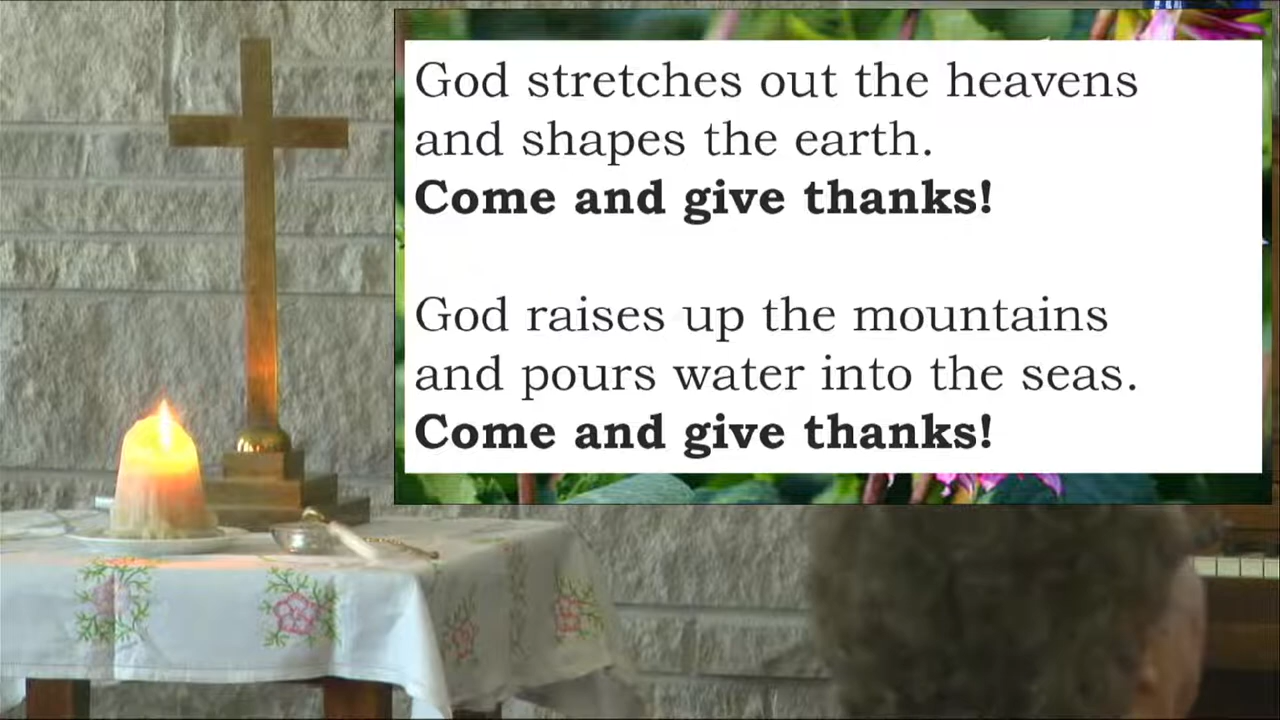 God stretches out the heavens
and shapes the earth.
Come and give thanks!
God raises up the mountains
and pours water into the seas.
Come and give thanks!